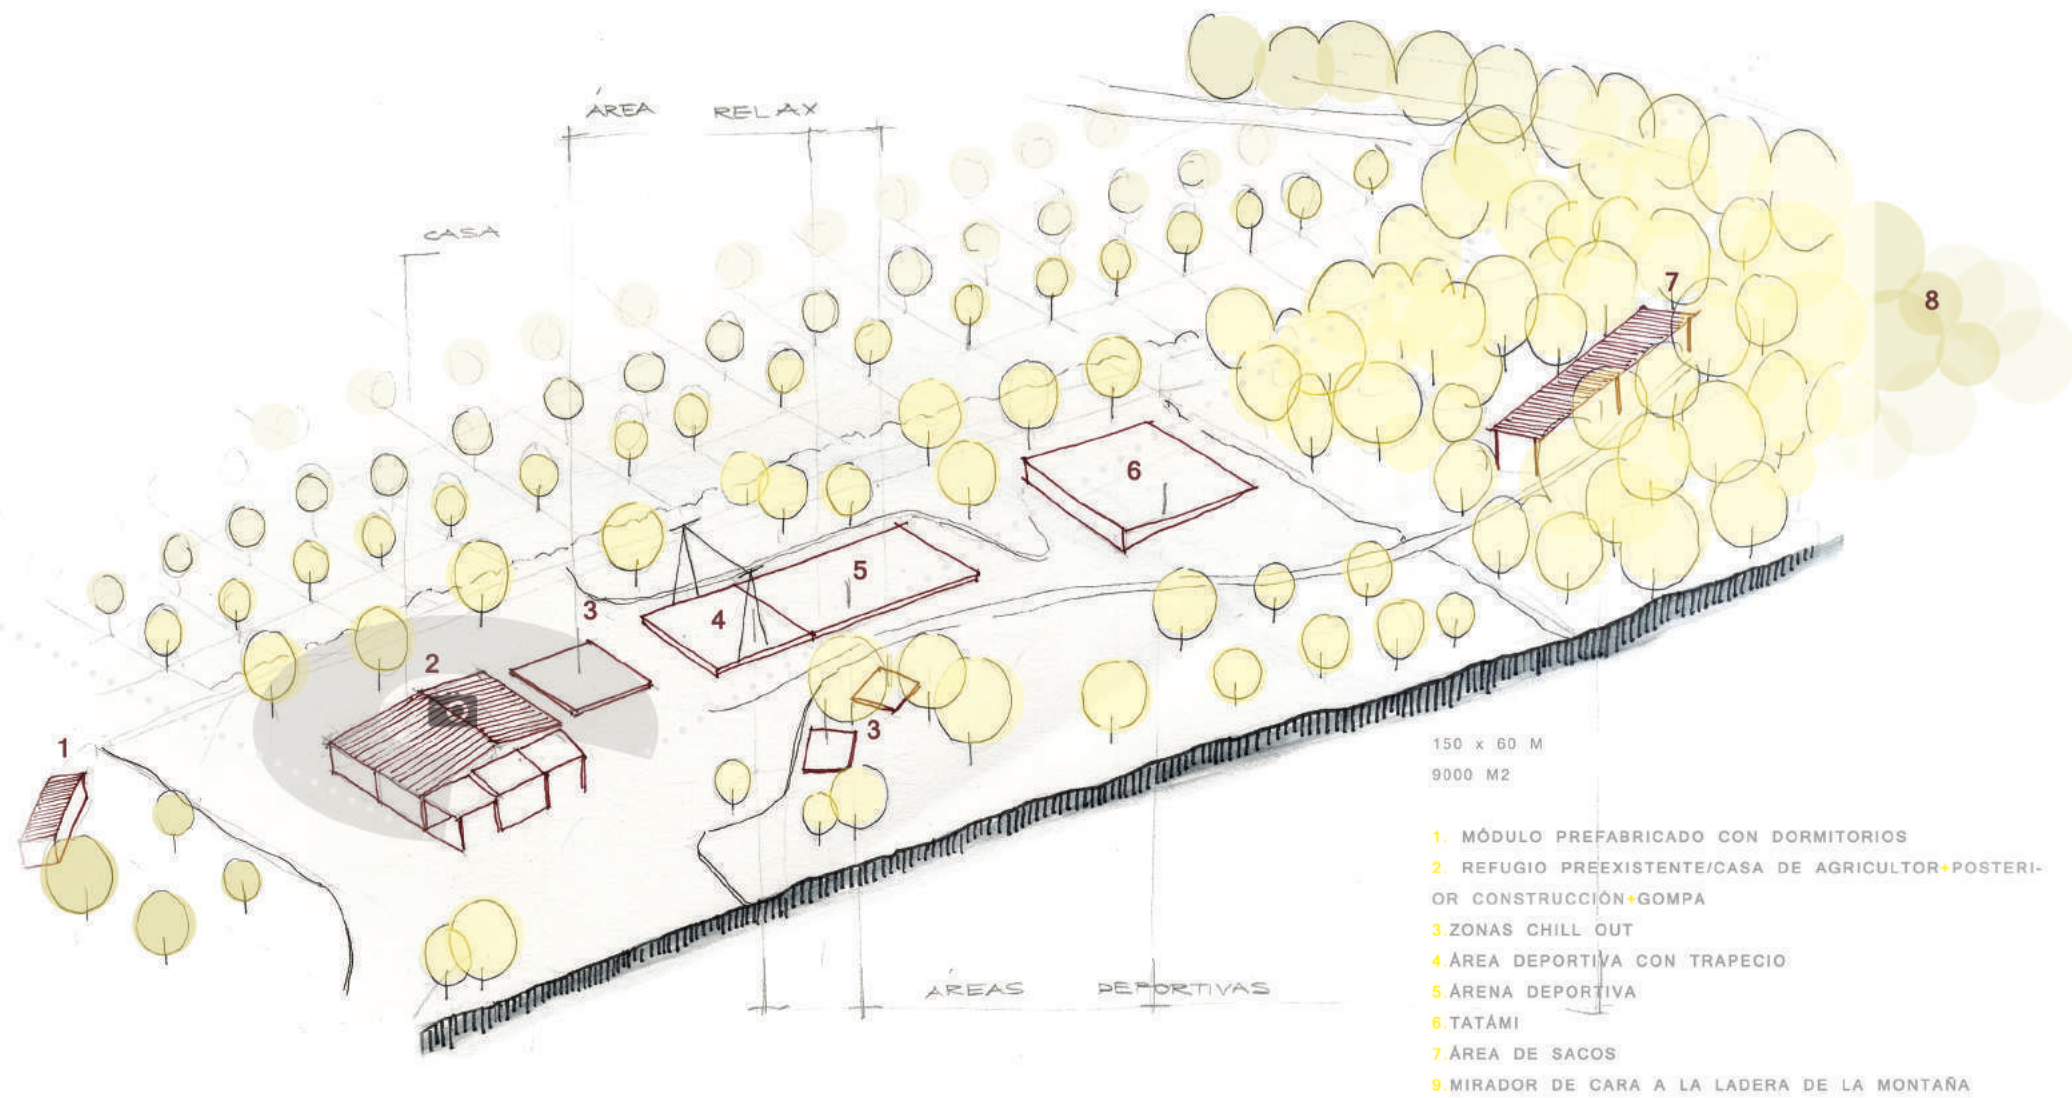 ÁREA RELAX
CASA
7
8
6
5
3
4
2
3
1
150 x 60 M
9000 M2
1. MÓDULO PREFABRICADO CON DORMITORIOS
2. REFUGIO PREEXISTENTE/CASA DE AGRICULTOR+POSTERI-
OR CONSTRUCCIÓN+GOMPA
3.ZONAS CHILL OUT
4.ÁREA DEPORTIVA CON TRAPECIO
5.ÁRENA DEPORTIVA
6.TATÁMI
7.ÁREA DE SACOS
9.MIRADOR DE CARA A LA LADERA DE LA MONTAÑA
ÁREAS DEPORTIVAS